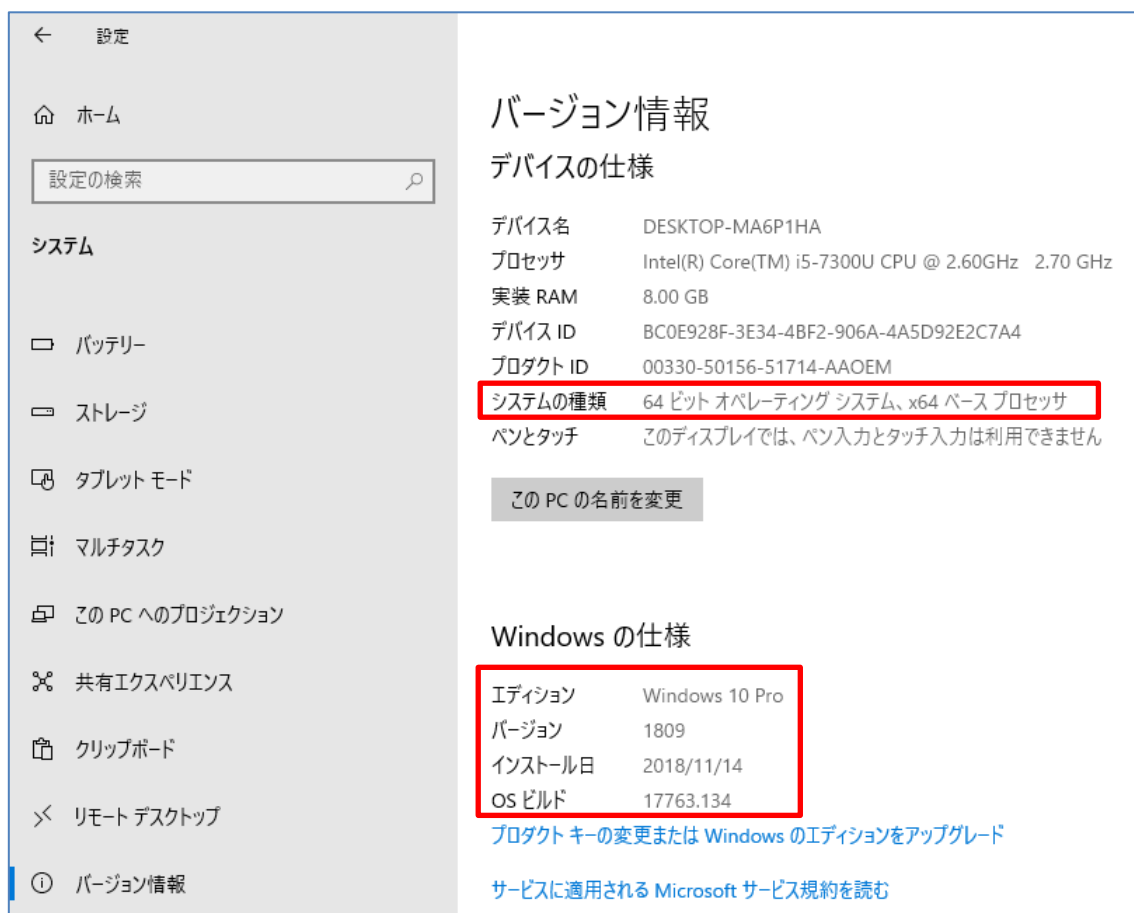 設定
ホーム
設定の検索
システム
バッテリー
ストレージ
タブレット モード
マルチタスク
この PC へのプロジェクション
共有エクスペリエンス
クリップボード
リモート デスクトップ
バージョン情報
バージョン情報
デバイスの仕様
デバイス名 DESKTOP-MA6P1HA
プロセッサ Intel(R) Core(TM) i5-7300U CPU @ 2.60GHz 2.70 GHz
実装 RAM 8.00 GB
デバイス ID BC0E928F-3E34-4BF2-906A-4A5D92E2C7A4
プロダクト ID 00330-50156-51714-AAOEM
システムの種類 64 ビット オペレーティング システム、x64 ベース プロセッサ
ペンとタッチ このディスプレイでは、ペン入力とタッチ入力は利用できません
この PC の名前を変更
Windows の仕様
エディション Windows 10 Pro
バージョン 1809
インストール日 2018/11/14
OS ビルド 17763.134
プロダクト キーの変更または Windows のエディションをアップグレード
サービスに適用される Microsoft サービス規約を読む